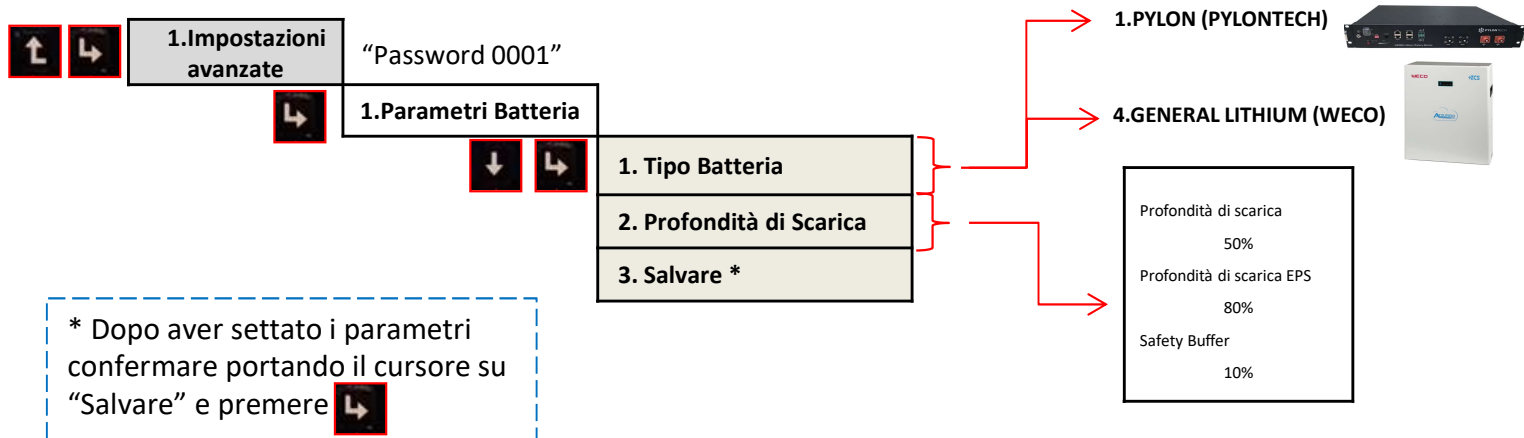 1.Impostazioni
avanzate
“Password 0001”
1.Parametri Batteria
1. Tipo Batteria
2. Profondità di Scarica
3. Salvare *
1.PYLON (PYLONTECH)
4.GENERAL LITHIUM (WECO)
WECO
Profondità di scarica
50%
Profondità di scarica EPS
80%
Safety Buffer
10%
* Dopo aver settato i parametri
confermare portando il cursore su
“Salvare” e premere